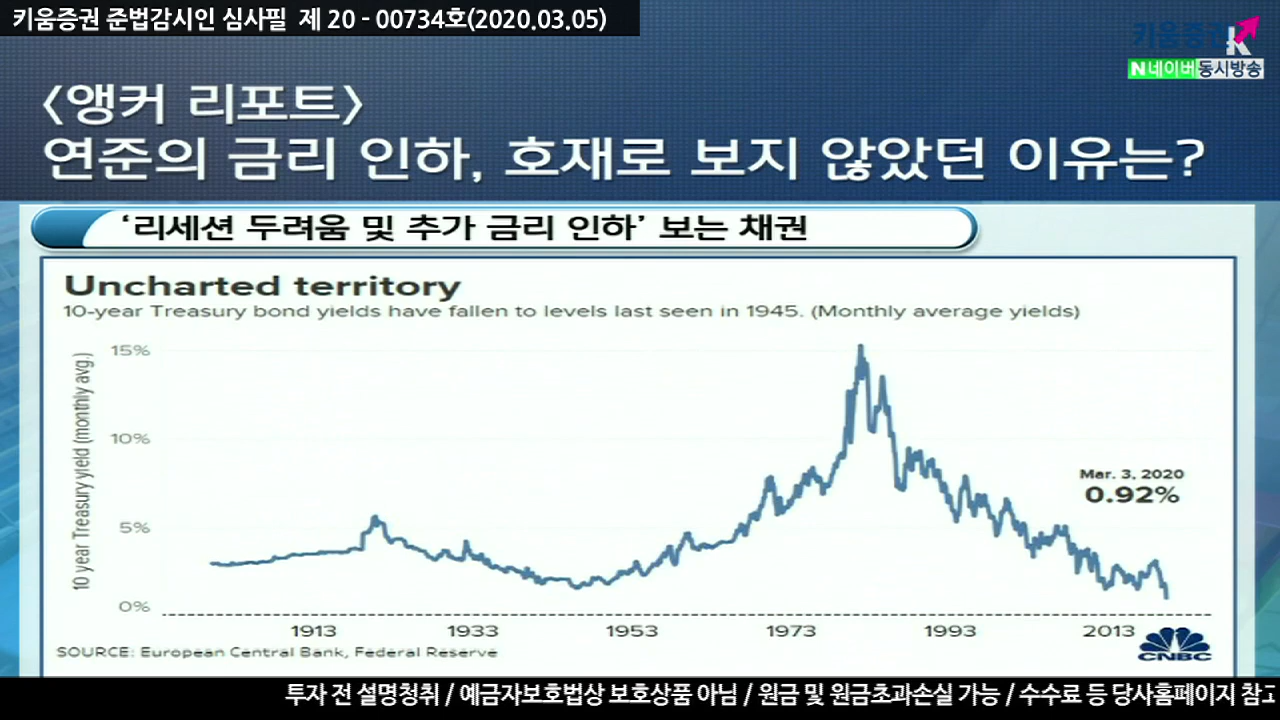 키움증권 준법감시인 심사필 제 20 - 00734호(2020.03.05)
키움증권
N 네이버 동시방송
<앵커 리포트>
연준의 금리 인하, 호재로 보지 않았던 이유는?
‘리세션 두려움 및 추가 금리 인하’ 보는 채권
Uncharted territory
10-year Treasury bond yields have fallen to levels last seen in 1945. (Monthly average yields)
10 year Treasury yield (monthly avg.)
15%
10%
5%
0%
Mar. 3, 2020
0.92%
1913 1933 1953 1973 1993 2013
SOURCE: European Central Bank, Federal Reserve
CNBC
투자 전 설명청취 / 예금자보호법상 보호상품 아님 / 원금 및 원금초과손실 가능 / 수수료 등 당사홈페이지 참고